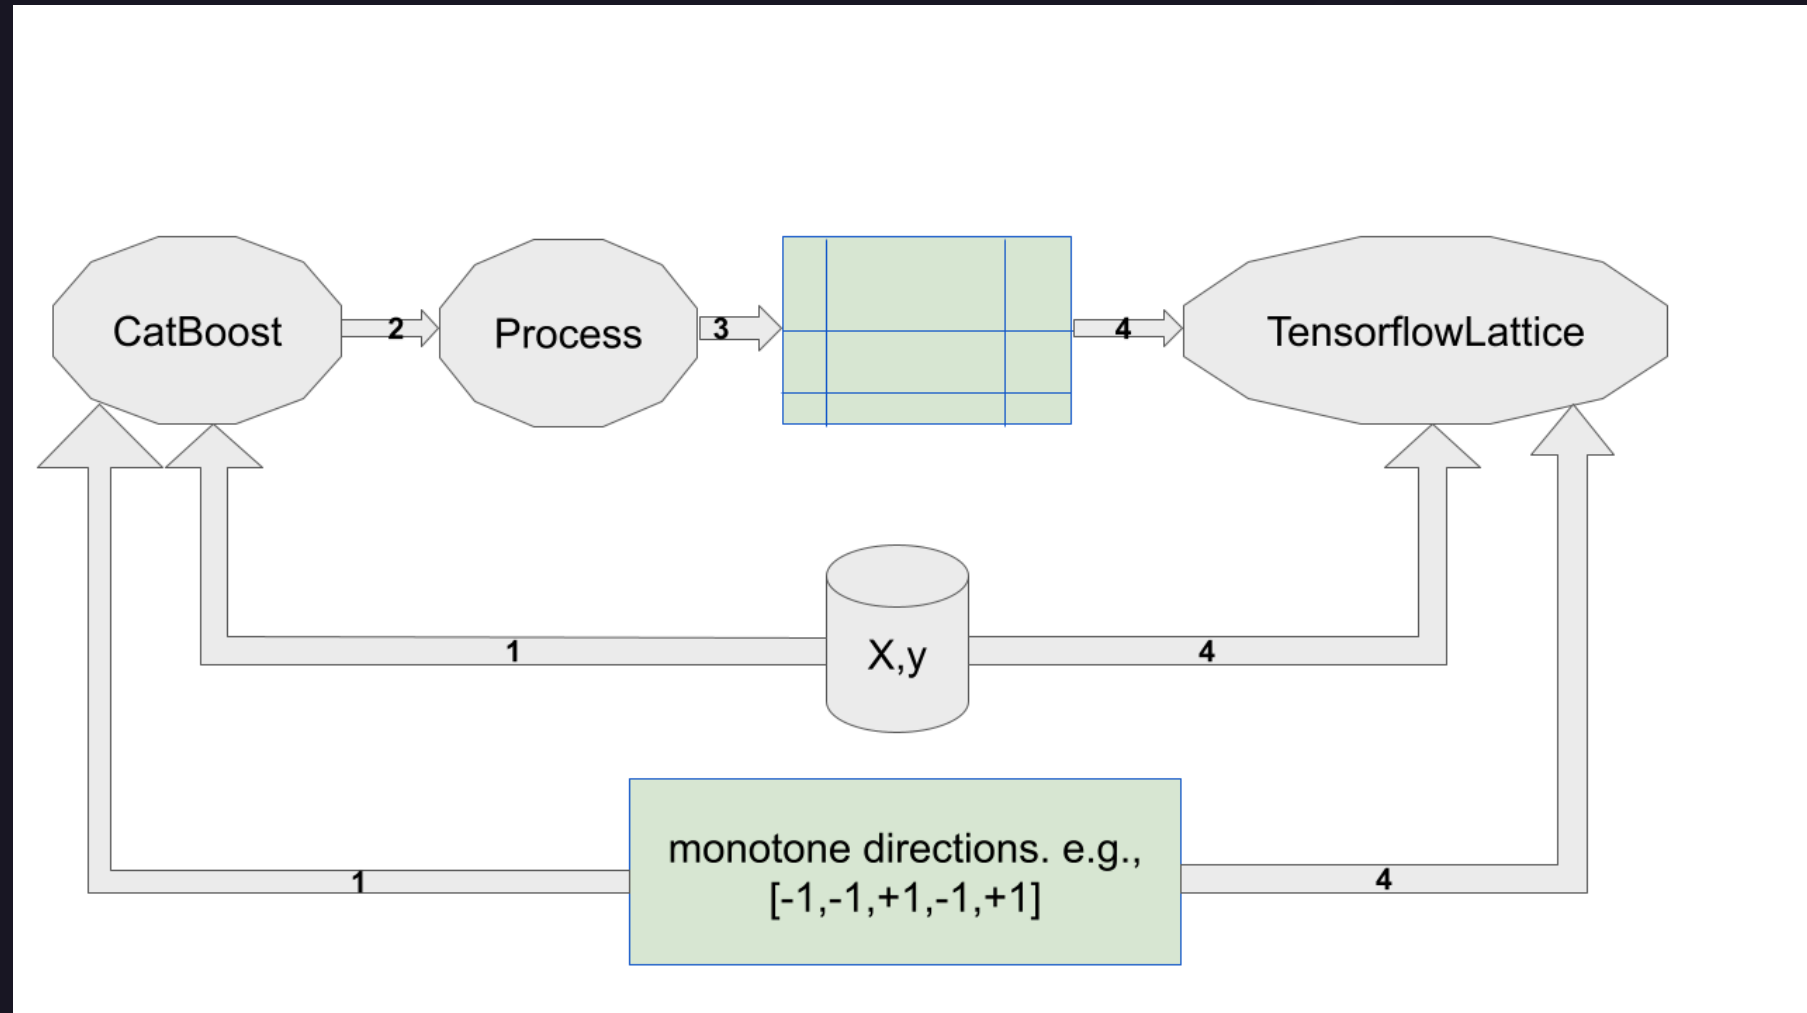 CatBoost
2
Process
3
4
TensorflowLattice
1
X,y
4
monotone directions. e.g.,
[-1,-1,+1,-1,+1]
1
4